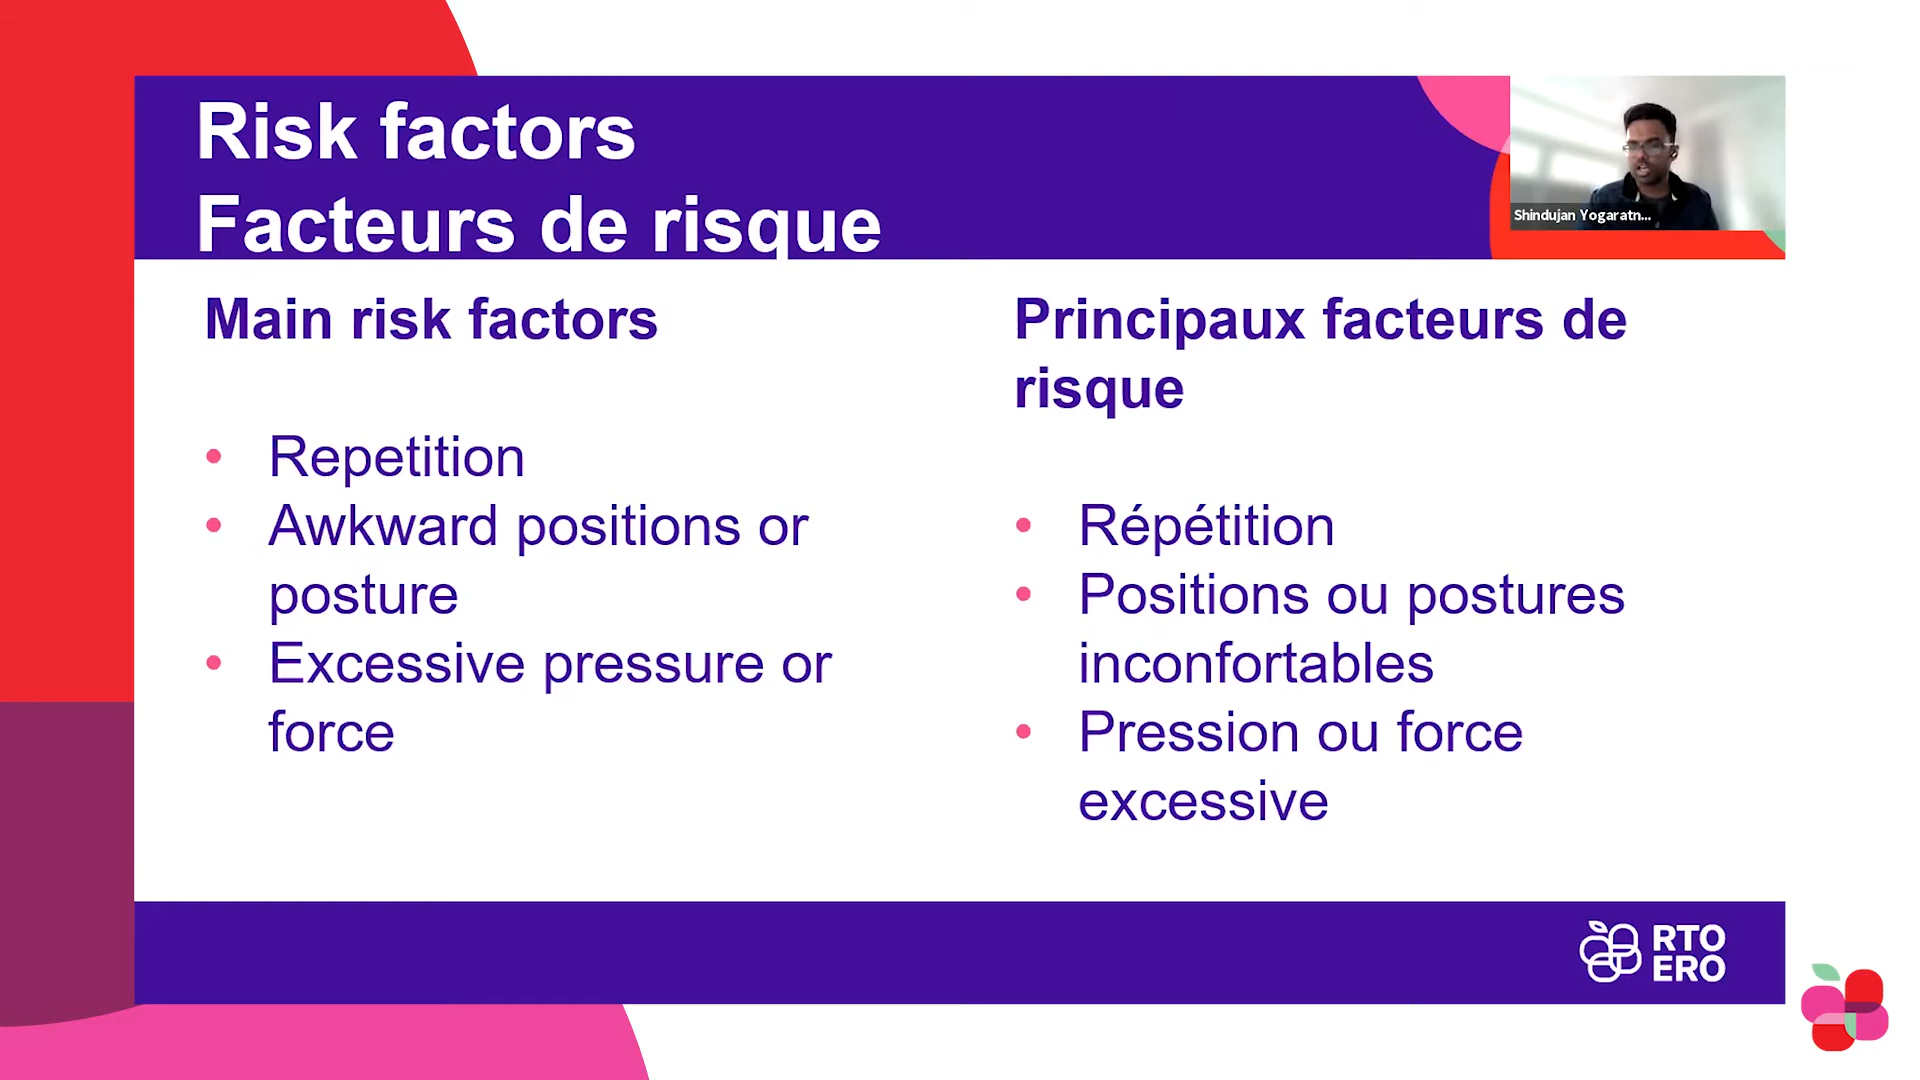 Risk factors
Facteurs de risque
Shindujan Yogaratn...
Main risk factors
• Repetition
• Awkward positions or
posture
• Excessive pressure or
force
Principaux facteurs de
risque
• Répétition
• Positions ou postures
inconfortables
• Pression ou force
excessive
RTO
ERO